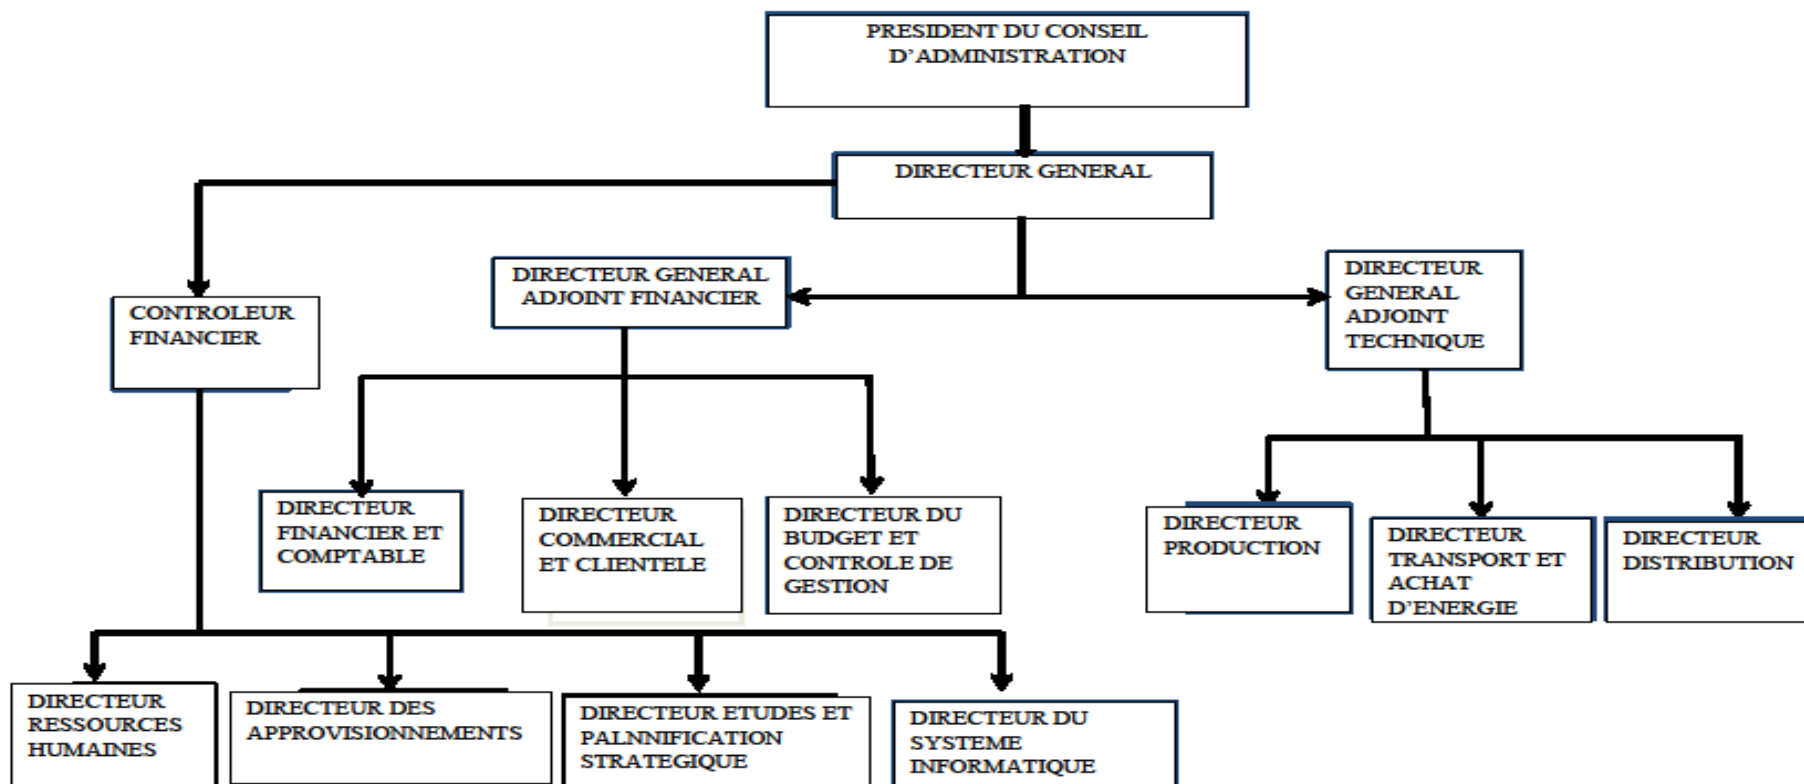 PRESIDENT DU CONSEIL
D'ADMINISTRATION
DIRECTEUR GENERAL
DIRECTEUR GENERAL
ADJOINT FINANCIER
DIRECTEUR
GENERAL
ADJOINT
TECHNIQUE
CONTROLEUR
FINANCIER
DIRECTEUR
FINANCIER ET
COMPTABLE
DIRECTEUR
COMMERCIAL
ET CLIENTELE
DIRECTEUR DU
BUDGET ET
CONTROLE DE
GESTION
DIRECTEUR
PRODUCTION
DIRECTEUR
TRANSPORT ET
ACHAT
D'ENERGIE
DIRECTEUR
DISTRIBUTION
DIRECTEUR
RESSOURCES
HUMAINES
DIRECTEUR DES
APPROVISIONNEMENTS
DIRECTEUR ETUDES ET
PALNNIFICATION
STRATEGIQUE
DIRECTEUR DU
SYSTEME
INFORMATIQUE